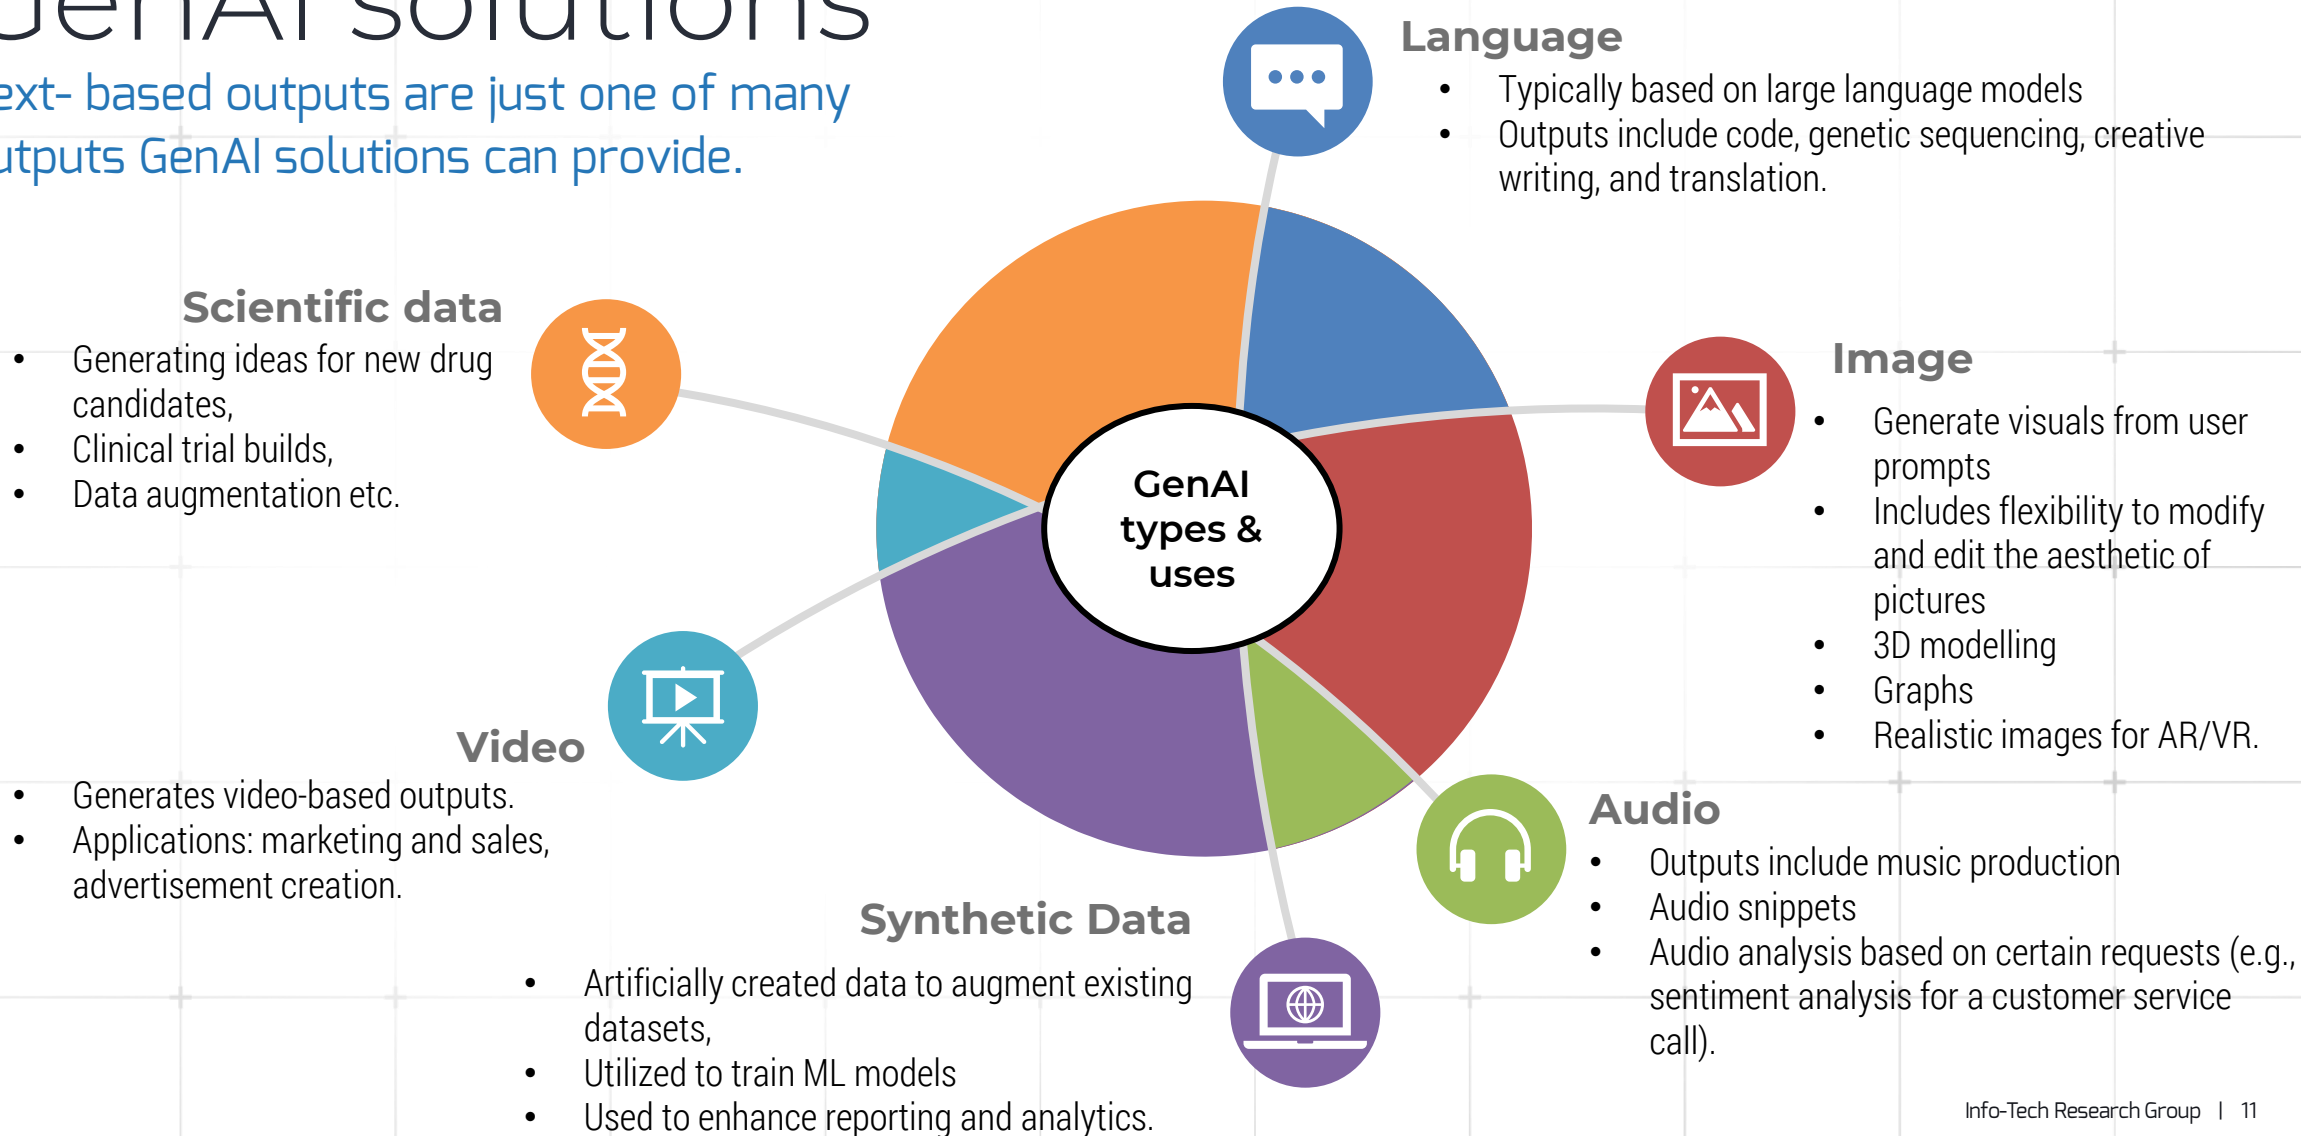 GenAI solutions
ext- based outputs are just one of many
utputs GenAI solutions can provide.
Language
• Typically based on large language models
• Outputs include code, genetic sequencing, creative
writing, and translation.
Scientific data
• Generating ideas for new drug
candidates,
• Clinical trial builds,
• Data augmentation etc.
Image
• Generate visuals from user
prompts
• Includes flexibility to modify
and edit the aesthetic of
pictures
• 3D modelling
• Graphs
• Realistic images for AR/VR.
GenAI
types &
uses
Video
• Generates video-based outputs.
• Applications: marketing and sales,
advertisement creation.
Audio
• Outputs include music production
• Audio snippets
• Audio analysis based on certain requests (e.g.,
sentiment analysis for a customer service
call).
Synthetic Data
• Artificially created data to augment existing
datasets,
• Utilized to train ML models
• Used to enhance reporting and analytics.
Info-Tech Research Group | 11